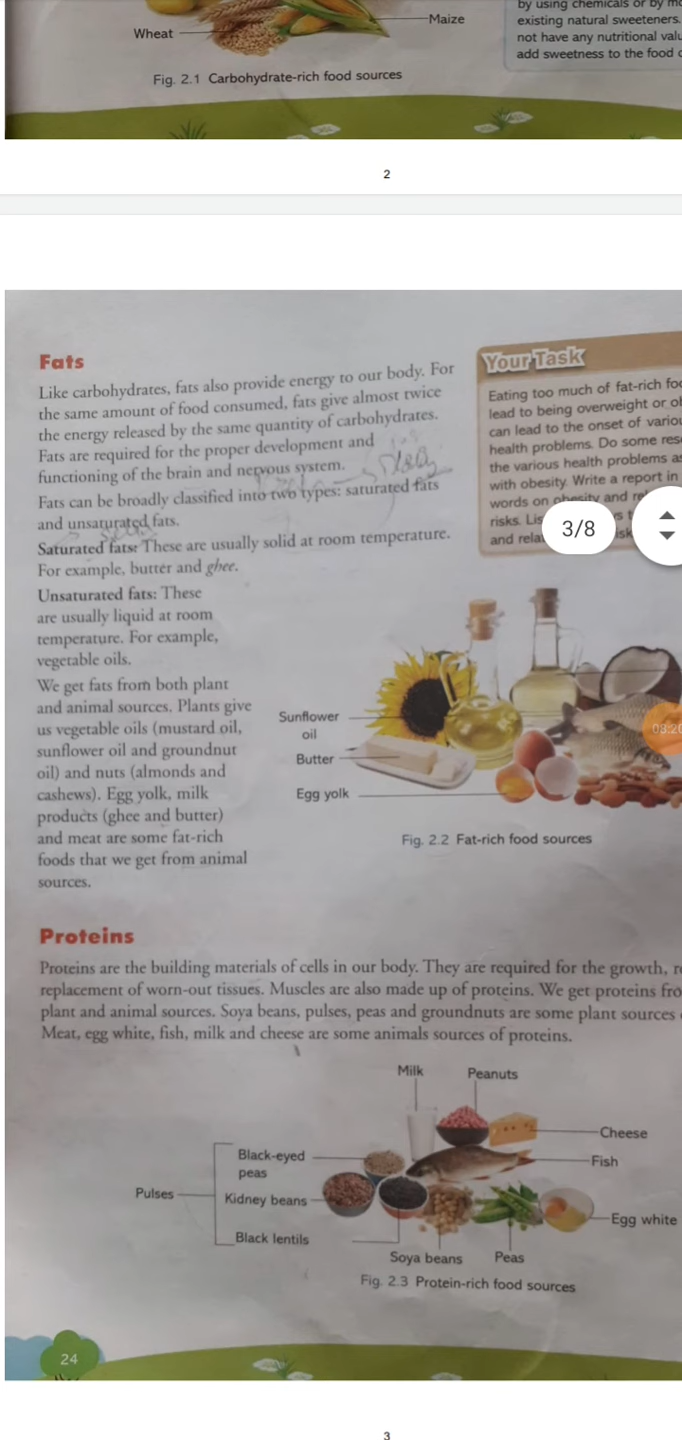 by using chemicals or by
existing natural sweeteners.
not have any nutritional
add sweetness to the food
Maize
Wheat
Fig. 2.1 Carbohydrate-rich food sources
2
Fats
Like carbohydrates, fats also provide energy to our body. For
the same amount of food consumed, fats give almost twice
the energy released by the same quantity of carbohydrates.
Fats are required for the proper development and
functioning of the brain and nervous system.
Fats can be broadly classified into two types: saturated fats
and unsaturated fats.
Saturated fats: These are usually solid at room temperature.
For example, butter and ghee.
Unsaturated fats: These
are usually liquid at room
temperature. For example,
vegetable oils.
We get fats from both plant
and animal sources. Plants give
us vegetable oils (mustard oil,
sunflower oil and groundnut
oil) and nuts (almonds and
cashews). Egg yolk, milk
products (ghee and butter)
and meat are some fat-rich
foods that we get from animal
sources.
Your Task
Eating too much of fat-rich
lead to being overweight or
can lead to the onset of
health problems. Do some
the various health problems
with obesity. Write a report in
words on obesity and
risks.
and
3/8
Sunflower
oil
Butter
Egg yolk
Fig. 2.2 Fat-rich food sources
Proteins
Proteins are the building materials of cells in our body. They are required for the growth,
replacement of worn-out tissues. Muscles are also made up of proteins. We get proteins
plant and animal sources. Soya beans, pulses, peas and groundnuts are some plant sources
Meat, egg white, fish, milk and cheese are some animals sources of proteins.
Milk
Peanuts
Cheese
Fish
Black-eyed
peas
Pulses
Kidney beans
Egg white
Black lentils
Soya beans
Peas
Fig. 2.3 Protein-rich food sources
24
3